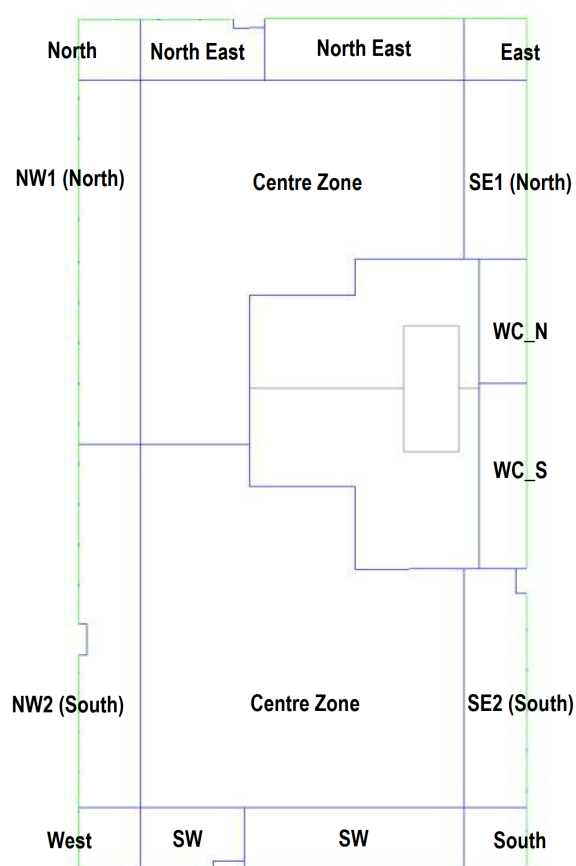 North
North East
North East
East
NW1 (North)
Centre Zone
SE1 (North)
WC_N
WC_S
NW2 (South)
Centre Zone
SE2 (South)
West
SW
SW
South